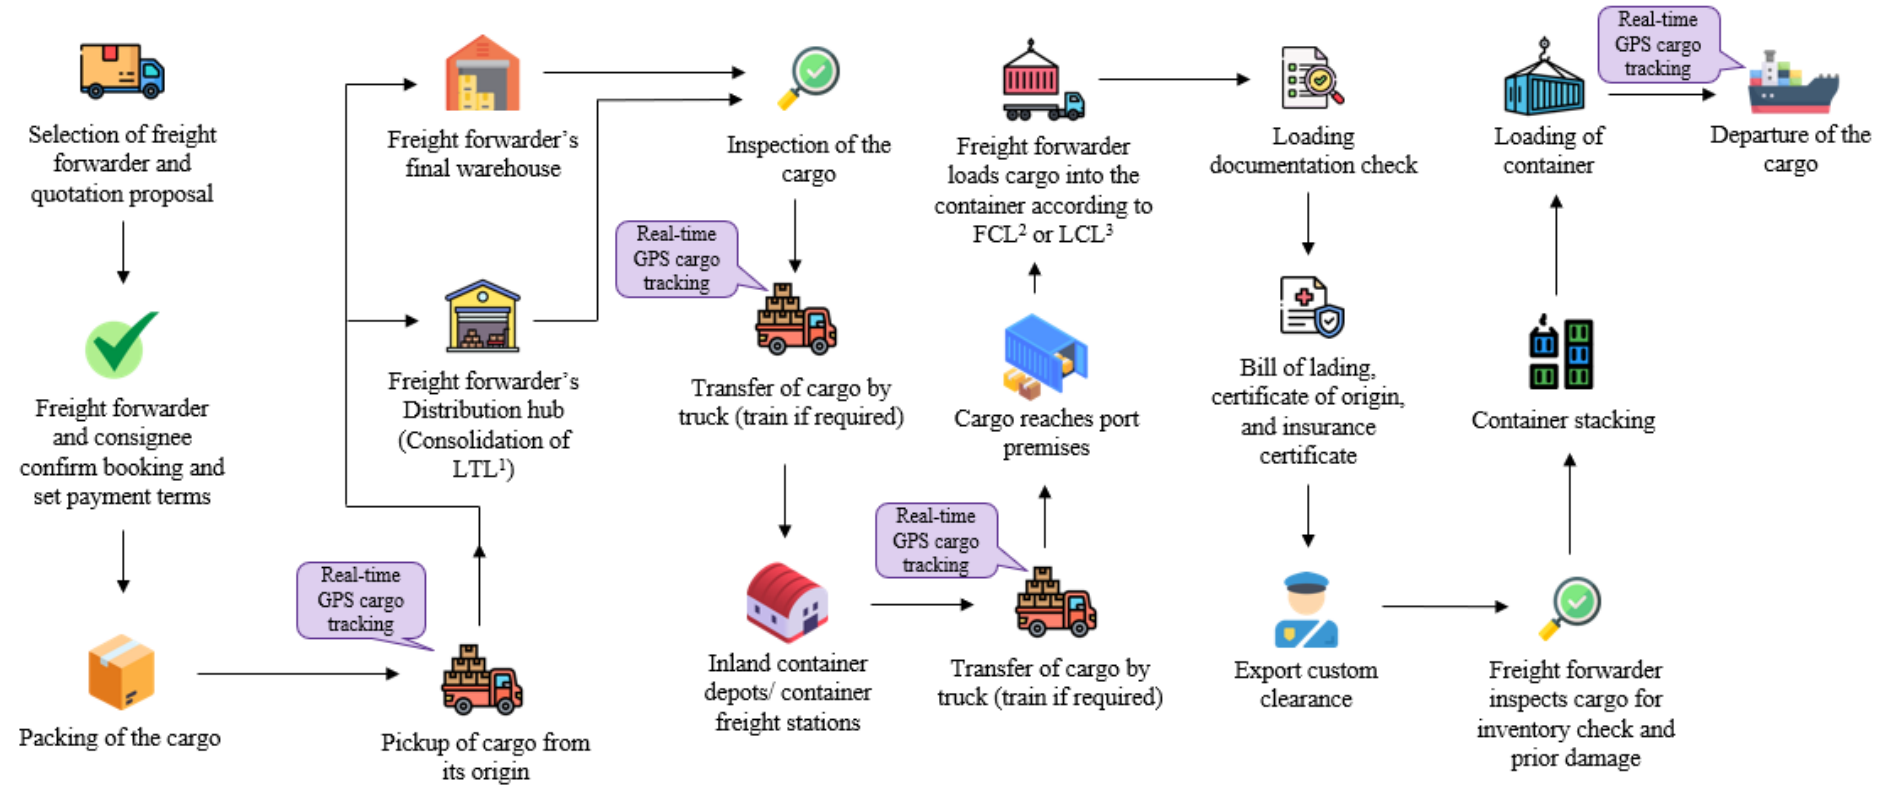 Selection of freight
forwarder and
quotation proposal
Freight forwarder
and consignee
confirm booking and
set payment terms
Packing of the cargo
Real-time
GPS cargo
tracking
Pickup of cargo from
its origin
Freight forwarder’s
final warehouse
Freight forwarder’s
Distribution hub
(Consolidation of
LTL¹)
Inspection of the
cargo
Real-time
GPS cargo
tracking
Transfer of cargo by
truck (train if required)
Inland container
depots/ container
freight stations
Real-time
GPS cargo
tracking
Transfer of cargo by
truck (train if required)
Cargo reaches port
premises
Freight forwarder
loads cargo into the
container according to
FCL² or LCL³
Loading
documentation check
Bill of lading,
certificate of origin,
and insurance
certificate
Export custom
clearance
Freight forwarder
inspects cargo for
inventory check and
prior damage
Container stacking
Loading of
container
Real-time
GPS cargo
tracking
Departure of the
cargo